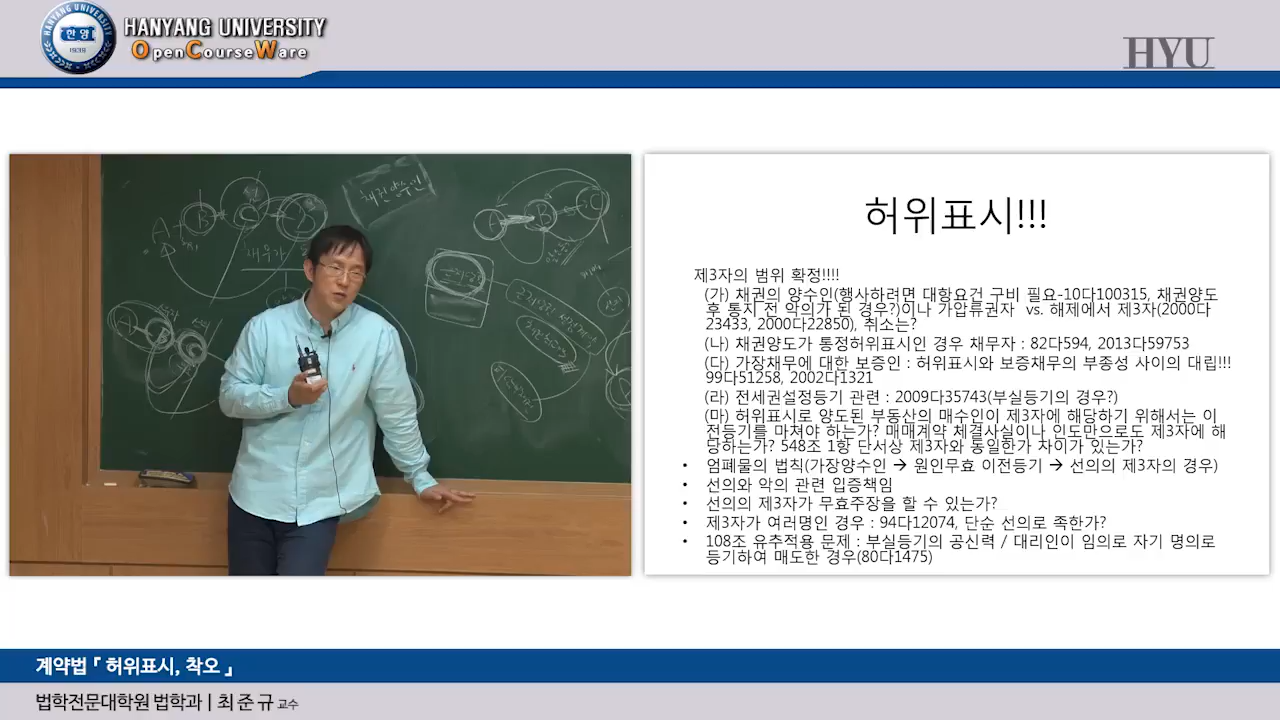 HANYANG UNIVERSITY
OpenCourseWare
HYU
한양
채권양수인
A B C D
A B C
허위표시!!!
제3자의 범위 확정!!!!
(가) 채권의 양수인(행사하려면 대항요건 구비 필요-10다100315, 채권양도
후 통지 전 악의가 된 경우?)이나 가압류권자 vs. 해제에서 제3자(2000다
23433, 2000다22850), 취소는?
(나) 채권양도가 통정허위표시인 경우 채무자 : 82다594, 2013다59753
(다) 가장채무에 대한 보증인 : 허위표시와 보증채무의 부종성 사이의 대립!!!
99다51258, 2002다1321
(라) 전세권설정등기 관련 : 2009다35743(부실등기의 경우?)
(마) 허위표시로 양도된 부동산의 매수인이 제3자에 해당하기 위해서는 이
전등기를 마쳐야 하는가? 매매계약 체결사실이나 인도만으로도 제3자에 해
당하는가? 548조 1항 단서상 제3자와 동일한가 차이가 있는가?
• 엄폐물의 법칙(가장양수인 → 원인무효 이전등기 → 선의의 제3자의 경우)
• 선의와 악의 관련 입증책임
• 선의의 제3자가 무효주장을 할 수 있는가?
• 제3자가 여러명인 경우 : 94다12074, 단순 선의로 족한가?
• 108조 유추적용 문제 : 부실등기의 공신력 / 대리인이 임의로 자기 명의로
등기하여 매도한 경우(80다1475)
계약법 『 허위표시, 착오 』
법학전문대학원 법학과 | 최 준 규 교수